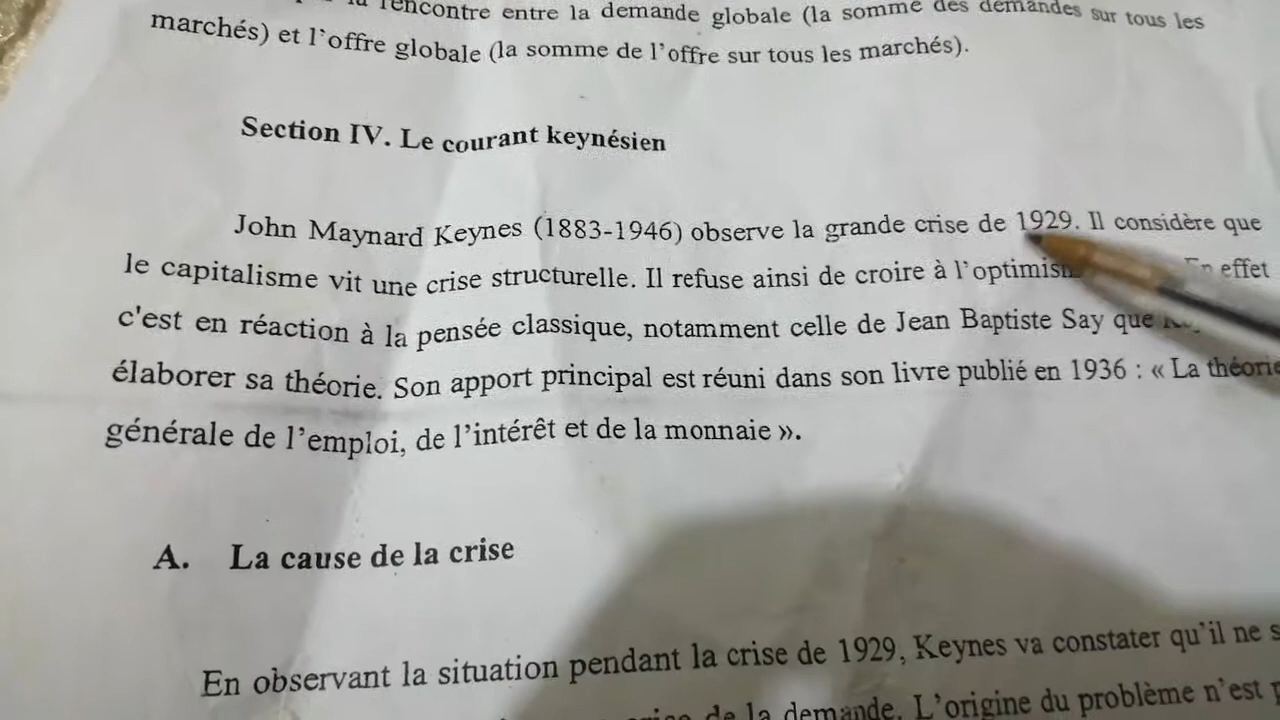 la rencontre entre la demande globale (la somme des demandes sur tous les
marchés) et l'offre globale (la somme de l'offre sur tous les marchés).
Section IV. Le courant keynésien
John Maynard Keynes (1883-1946) observe la grande crise de 1929. Il considère que
le capitalisme vit une crise structurelle. Il refuse ainsi de croire à En effet
c'est en réaction à la pensée classique, notamment celle de Jean Baptiste Say que
élaborer sa théorie. Son apport principal est réuni dans son livre publié en 1936 : « La théorie
générale de l'emploi, de l'intérêt et de la monnaie ».
A. La cause de la crise
En observant la situation pendant la crise de 1929, Keynes va constater qu'il ne
de la demande. L'origine du problème n'est